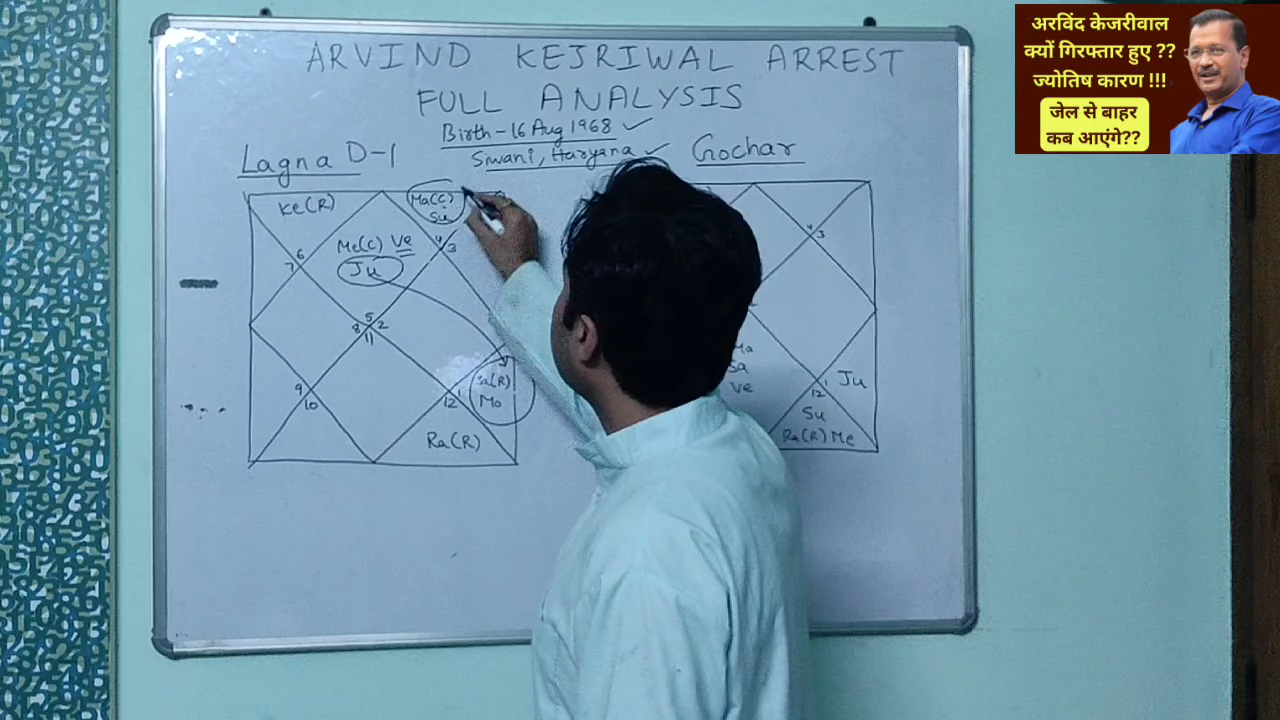 ARVIND KEJRIWAL ARREST
FULL ANALYSIS
Birth-16 Aug 1968 ✓
Siwani, Haryana ✓
Lagna D-1
Gochar
Ke(R)
Ma(C)
Su
Me(C) Ve
Ju
6
7
4
3
5
8 2
11
9
10
Sa(R)
Mo
1
12
Ra(R)
4 3
Ma
Sa
Ve
Ju
1
12
Su
Ra(R) Me
अरविंद केजरीवाल
क्यों गिरफ्तार हुए ??
ज्योतिष कारण !!!
जेल से बाहर
कब आएंगे??